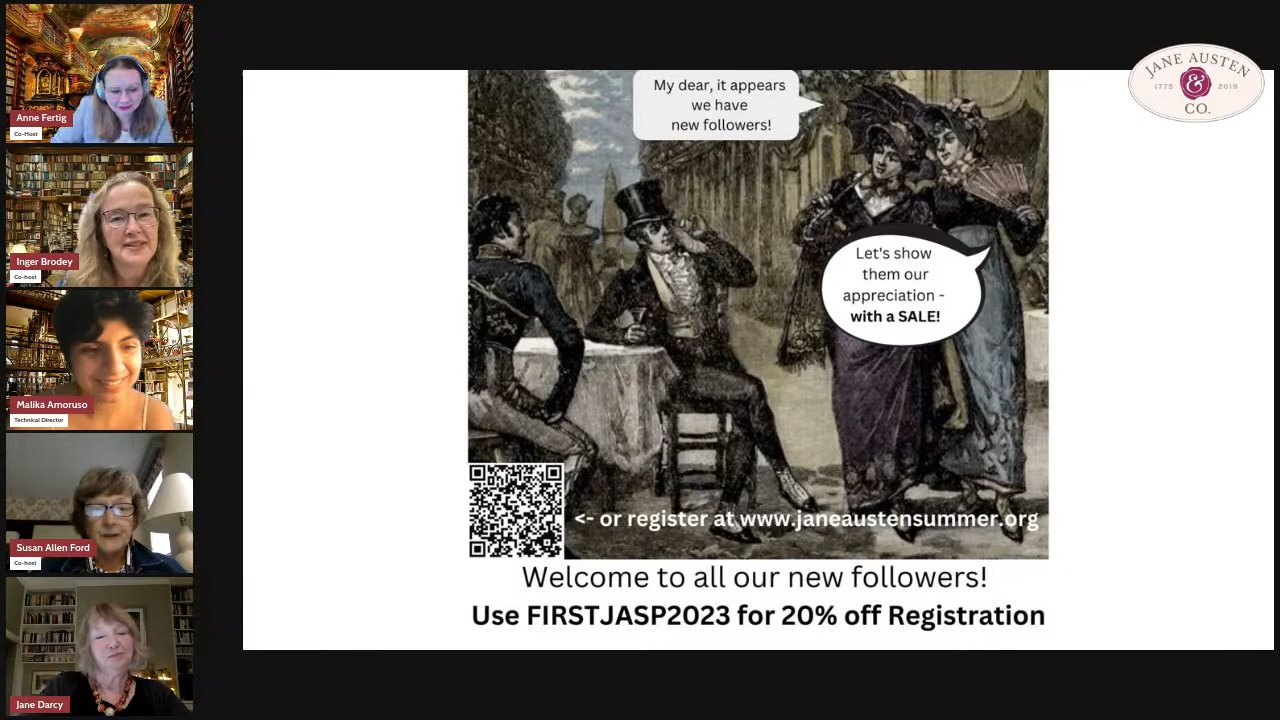 Anne Fertig
Co-Host
Inger Brodey
Co-host
Malika Amoruso
Technical Director
Susan Allen Ford
Co-host
Jane Darcy
JANE AUSTEN
1775 & 2019
CO.
My dear, it appears
we have
new followers!
Let's show
them our
appreciation -
with a SALE!
<- or register at www.janeaustensummer.org
Welcome to all our new followers!
Use FIRSTJASP2023 for 20% off Registration